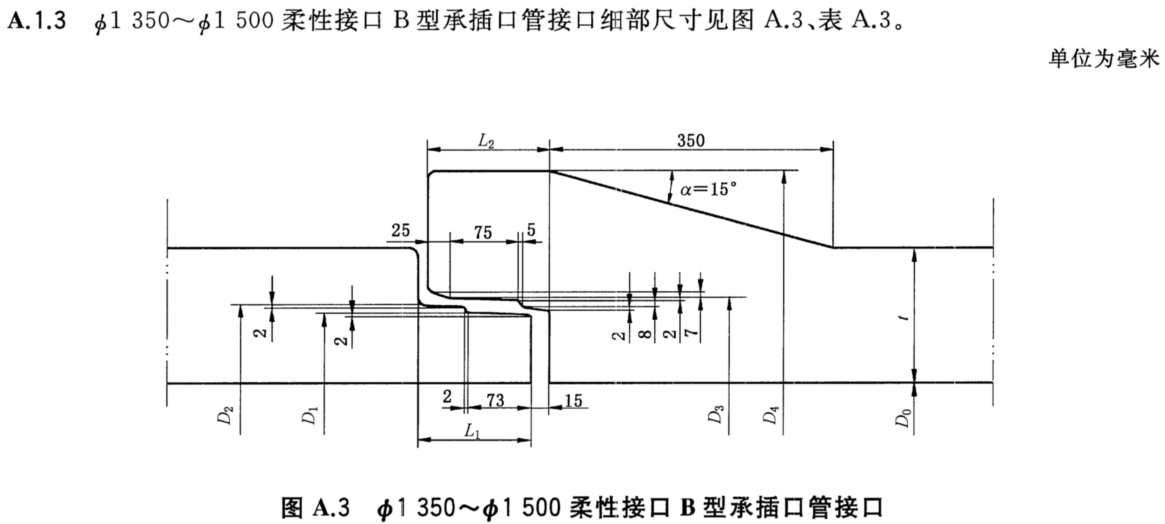 A.1.3 φ1 350～φ1 500 柔性接口 B 型承插口管接口细部尺寸见图 A.3、表 A.3。
单位为毫米
L₂
350
α=15°
25
75
5
2
2
2
8
2
7
t
2
73
15
L₁
D₂
D₁
D₃
D₄
D₀
图 A.3 φ1 350～φ1 500 柔性接口 B 型承插口管接口